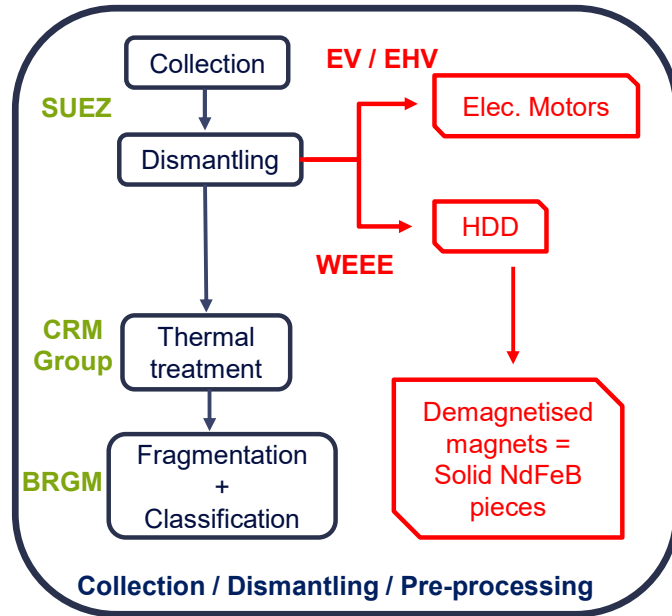 Collection
EV / EHV
SUEZ
Elec. Motors
Dismantling
HDD
WEEE
CRM
Group
Thermal
treatment
Demagnetised
magnets =
Solid NdFeB
pieces
BRGM
Fragmentation
+
Classification
Collection / Dismantling / Pre-processing